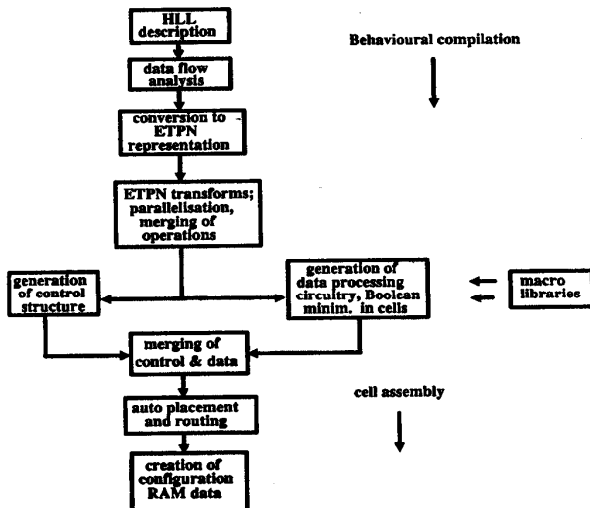 HLL
description
Behavioural compilation
data flow
analysis
conversion to
ETPN
representation
ETPN transforms;
parallelisation,
merging of
operations
generation
of control
structure
generation of
data processing
circuitry, Boolean
minim. in cells
macro
libraries
merging of
control & data
cell assembly
auto placement
and routing
creation of
configuration
RAM data